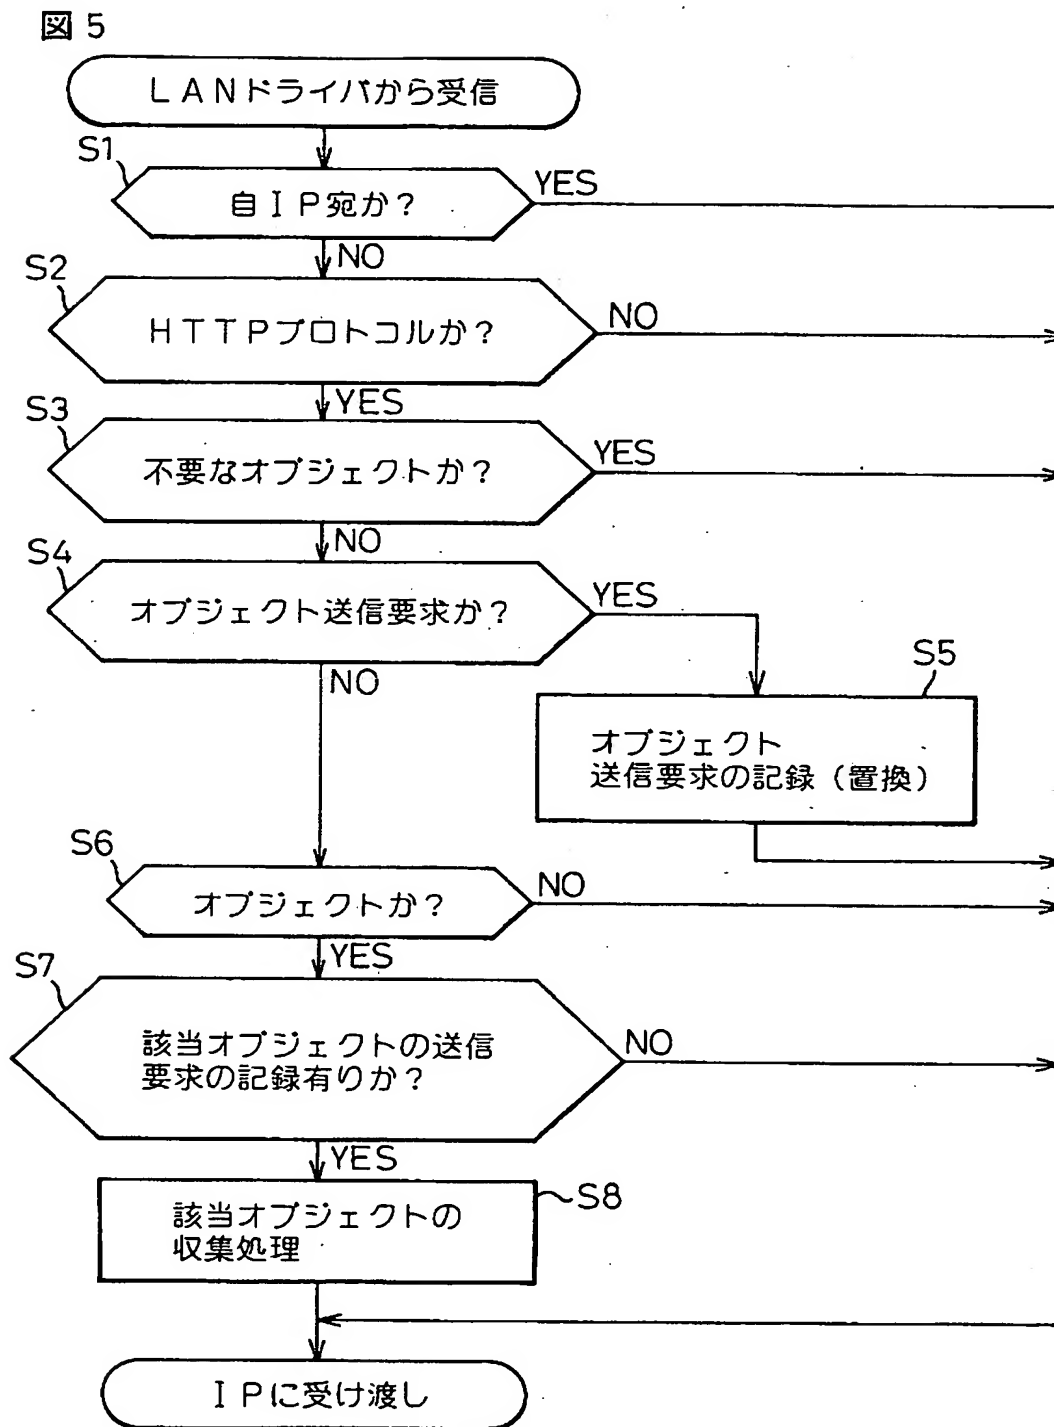 図 5
LANドライバから受信
S1
自IP宛か?
YES
NO
S2
HTTPプロトコルか?
NO
YES
S3
不要なオブジェクトか?
YES
NO
S4
オブジェクト送信要求か?
YES
NO
S5
オブジェクト
送信要求の記録(置換)
S6
オブジェクトか?
NO
YES
S7
該当オブジェクトの送信
要求の記録有りか?
NO
YES
S8
該当オブジェクトの
収集処理
IPに受け渡し